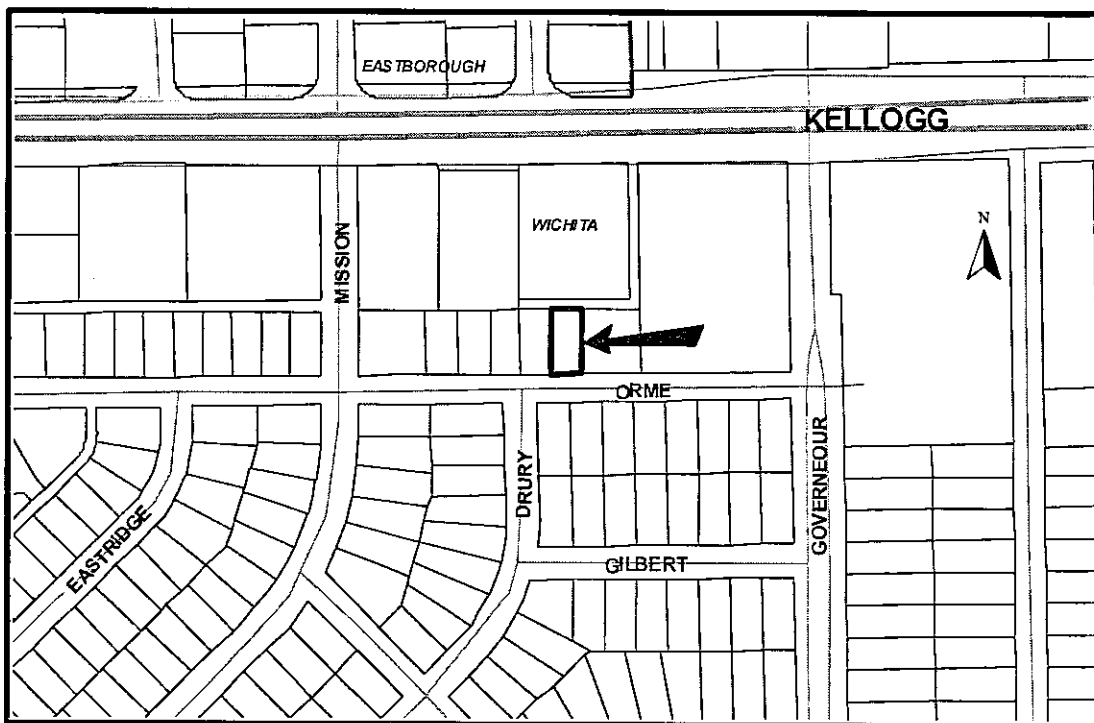 EASTBOROUGH
KELLOGG
WICHITA
N
MISSION
ORME
DRURY
GOVERNEOUR
EASTRIDGE
GILBERT